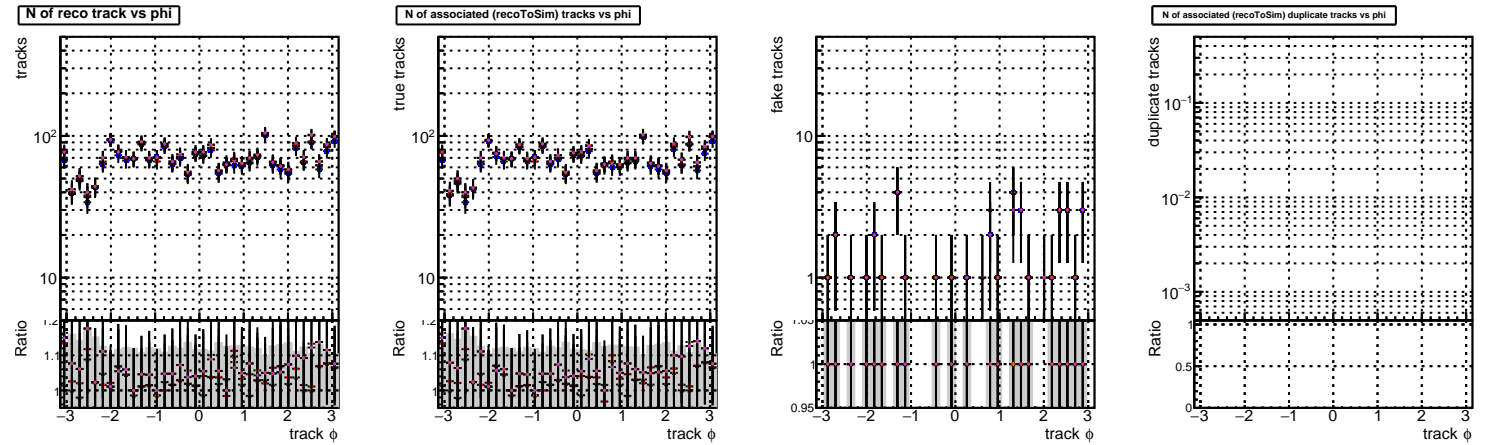 N of reco track vs phi
tracks
10²
10
Ratio
1.2
1.1
−3 −2 −1 0 1 2 3
track ϕ
N of associated (recoToSim) tracks vs phi
true tracks
10²
10
Ratio
1.2
1.1
−3 −2 −1 0 1 2 3
track ϕ
fake tracks
10
1
Ratio
1.05
1
0.95
−3 −2 −1 0 1 2 3
track ϕ
N of associated (recoToSim) duplicate tracks vs phi
duplicate tracks
10⁻¹
10⁻²
10⁻³
Ratio
1
0.5
0
−3 −2 −1 0 1 2 3
track ϕ